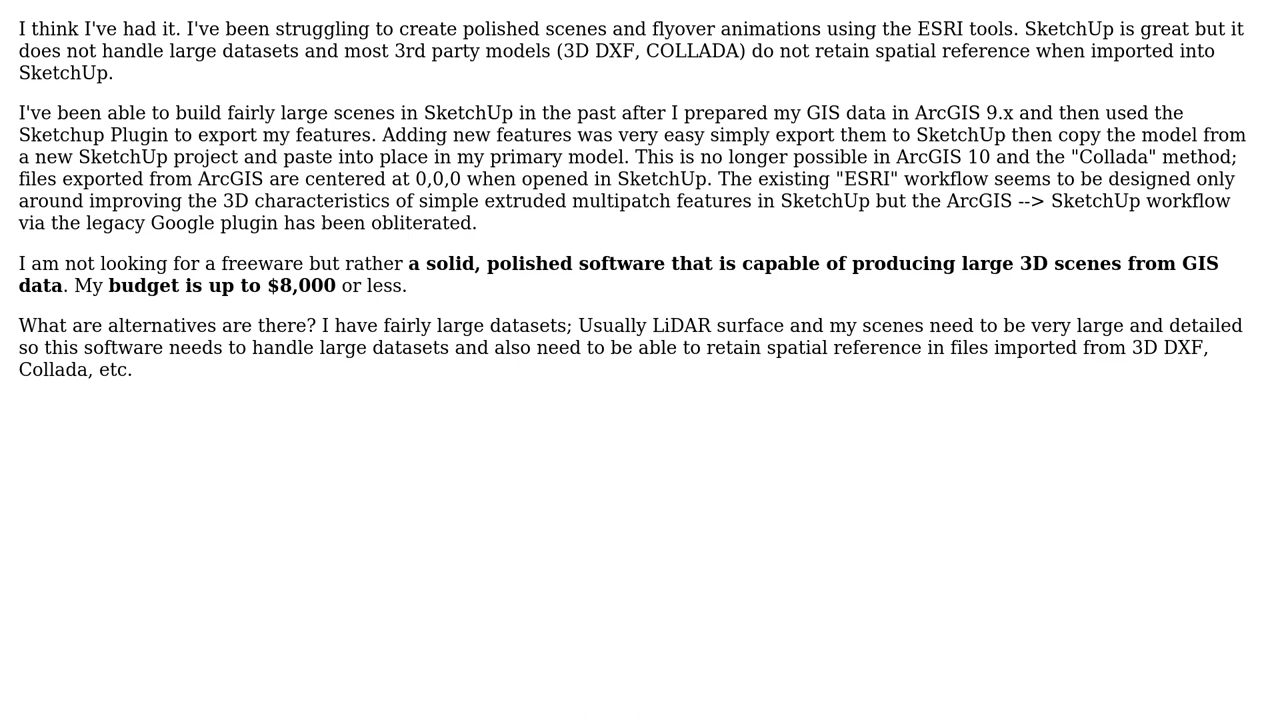 I think I've had it. I've been struggling to create polished scenes and flyover animations using the ESRI tools. SketchUp is great but it
does not handle large datasets and most 3rd party models (3D DXF, COLLADA) do not retain spatial reference when imported into
SketchUp.
I've been able to build fairly large scenes in SketchUp in the past after I prepared my GIS data in ArcGIS 9.x and then used the
Sketchup Plugin to export my features. Adding new features was very easy simply export them to SketchUp then copy the model from
a new SketchUp project and paste into place in my primary model. This is no longer possible in ArcGIS 10 and the "Collada" method;
files exported from ArcGIS are centered at 0,0,0 when opened in SketchUp. The existing "ESRI" workflow seems to be designed only
around improving the 3D characteristics of simple extruded multipatch features in SketchUp but the ArcGIS --> SketchUp workflow
via the legacy Google plugin has been obliterated.
I am not looking for a freeware but rather a solid, polished software that is capable of producing large 3D scenes from GIS
data. My budget is up to $8,000 or less.
What are alternatives are there? I have fairly large datasets; Usually LiDAR surface and my scenes need to be very large and detailed
so this software needs to handle large datasets and also need to be able to retain spatial reference in files imported from 3D DXF,
Collada, etc.